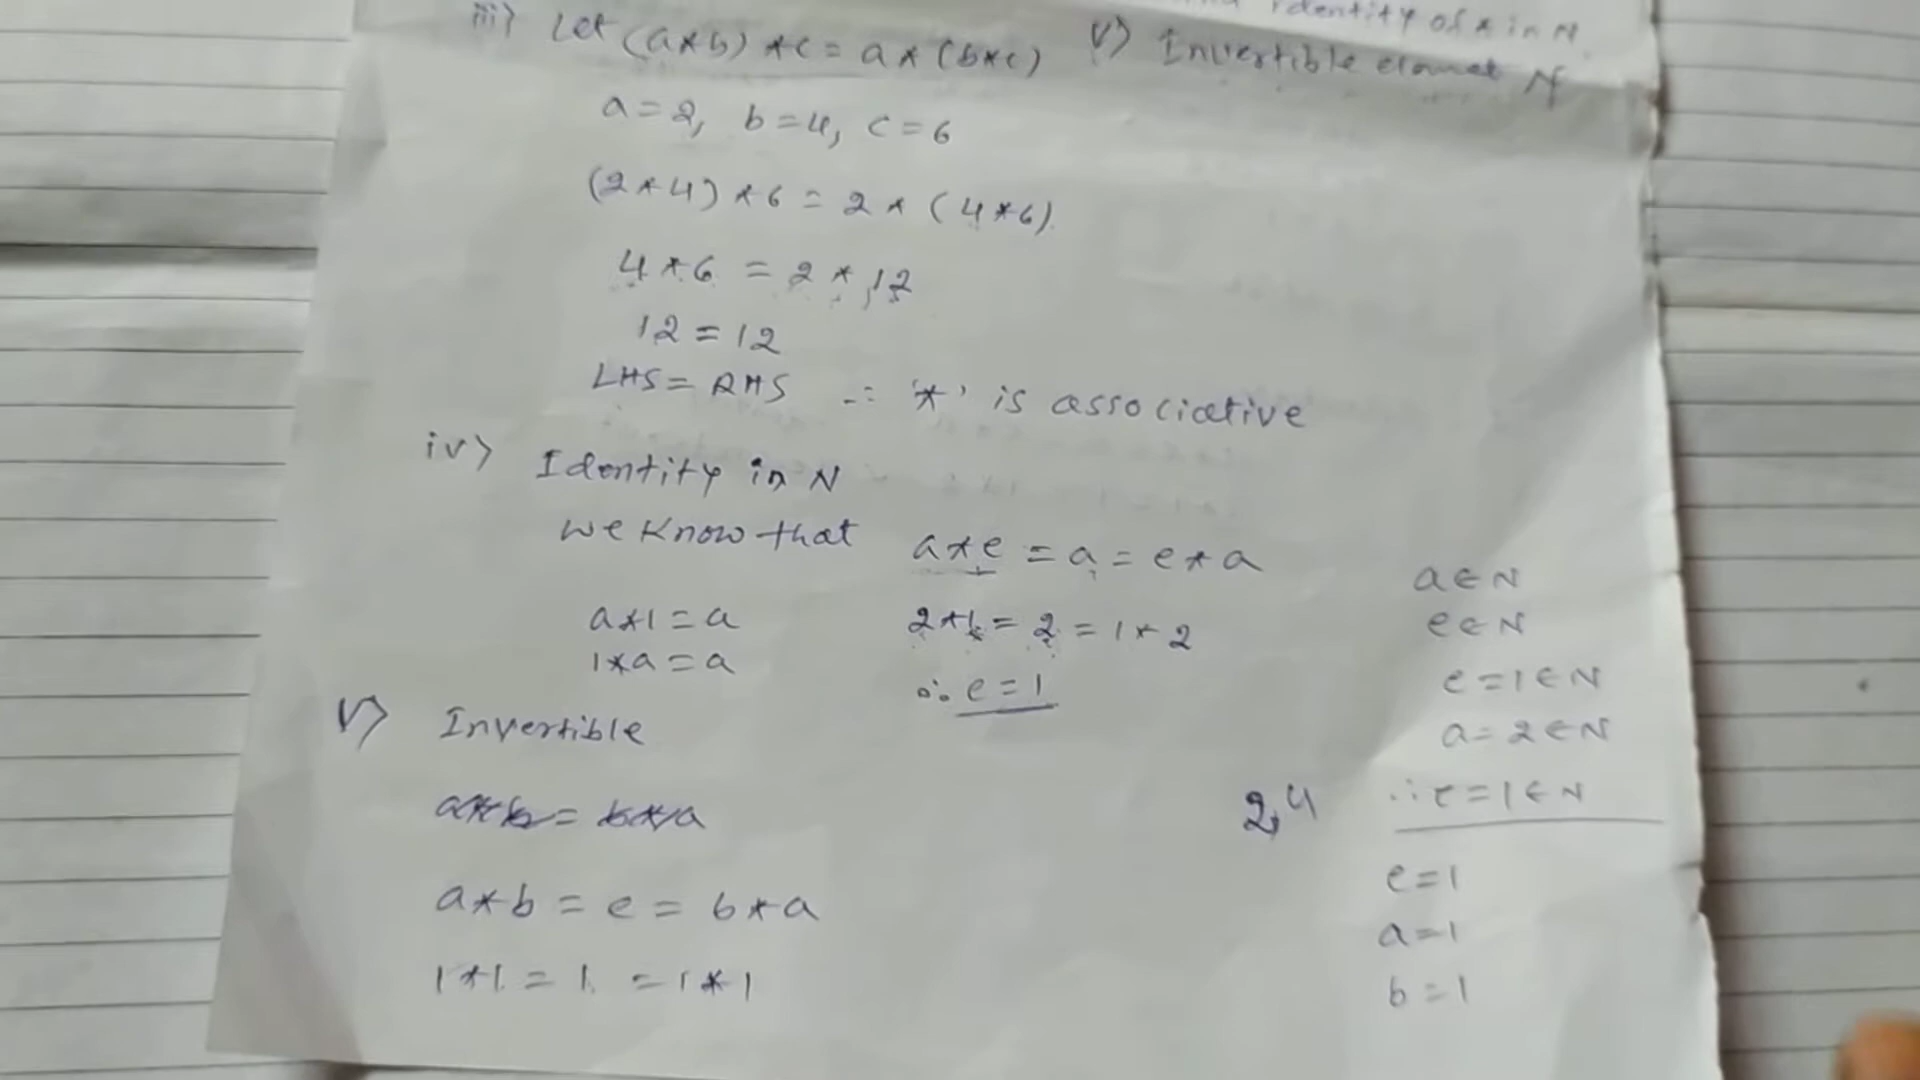 identity of * in N
iii) Let (a*b) *c = a * (b*c)
v) Invertible elamet N
a=2, b=4, c=6
(2*4) *6 = 2 * (4*6)
4*6 = 2*12
12 = 12
LHS = RHS ∴ '*' is associative
iv) Identity in N
we know that a*e = a = e*a
a*1 = a
1*a = a
2*1 = 2 = 1*2
∴ e = 1
a∈N
e∈N
e=1∈N
a=2∈N
∴e=1∈N
v) Invertible
a*b = b*a
2,4
a*b = e = b*a
1*1 = 1 = 1*1
e=1
a=1
b=1